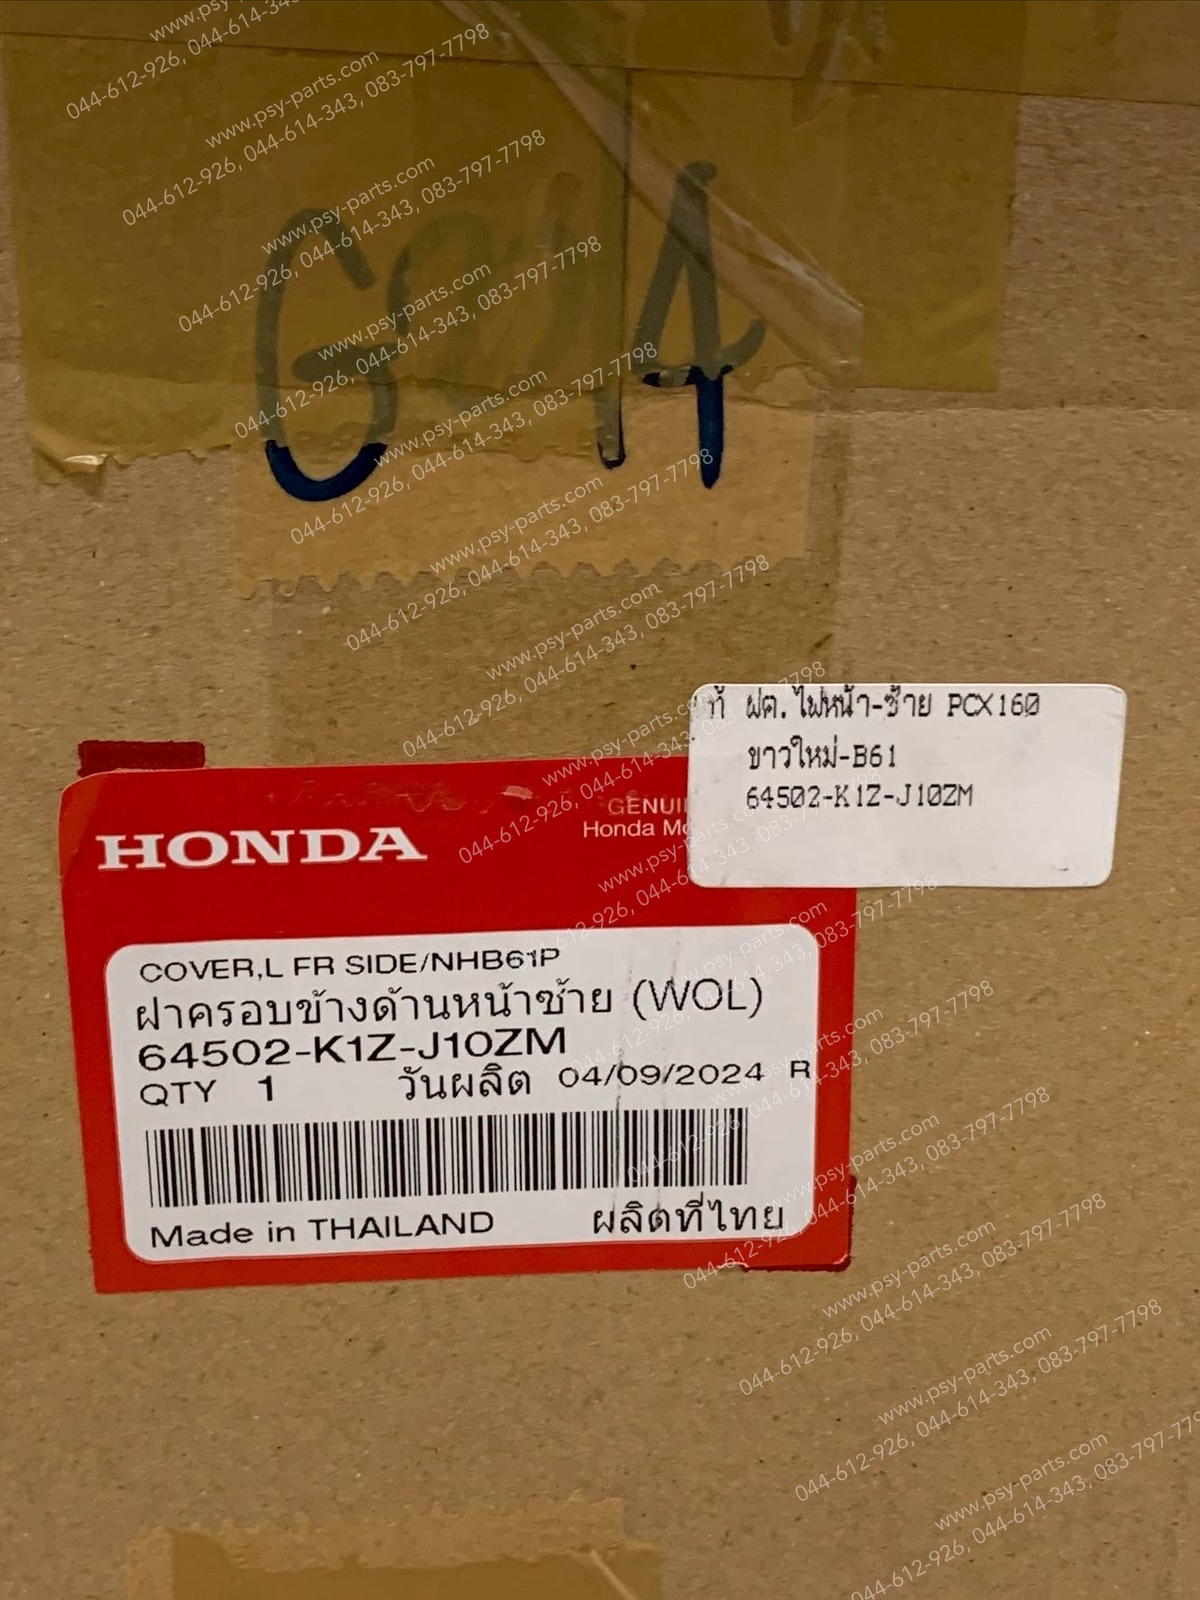 www.psy-parts.com
044-612-926, 044-614-343, 083-797-7798
ท้ ฝค.ไฟหน้า-ซ้าย PCX160
ขาวใหม่-B61
64502-K1Z-J10ZM
HONDA
Honda
COVER,L FR SIDE/NHB61P
ฝาครอบข้างด้านหน้าซ้าย (WOL)
64502-K1Z-J10ZM
QTY 1 วันผลิต 04/09/2024 R
Made in THAILAND ผลิตที่ไทย